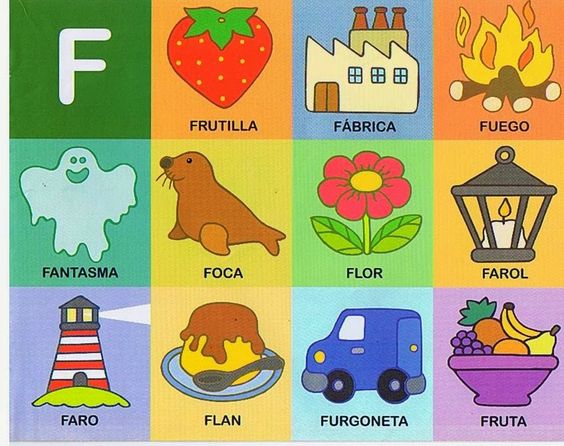 F
FRUTILLA
FÁBRICA
FUEGO
FANTASMA
FOCA
FLOR
FAROL
FARO
FLAN
FURGONETA
FRUTA